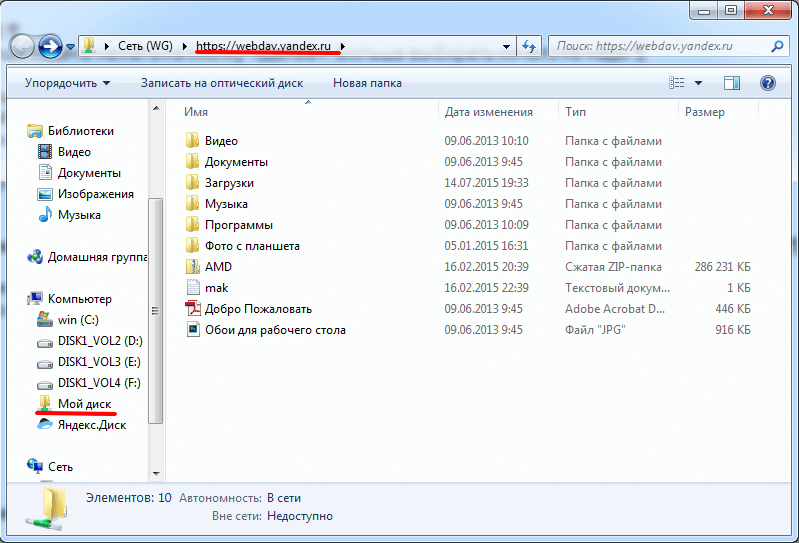 Сеть (WG) https://webdav.yandex.ru Поиск: https://webdav.yandex.ru
Упорядочить Записать на оптический диск Новая папка
Библиотеки
Видео
Документы
Изображения
Музыка
Домашняя группа
Компьютер
win (C:)
DISK1_VOL2 (D:)
DISK1_VOL3 (E:)
DISK1_VOL4 (F:)
Мой диск
Яндекс.Диск
Сеть
Имя Дата изменения Тип Размер
Видео 09.06.2013 10:10 Папка с файлами
Документы 09.06.2013 9:45 Папка с файлами
Загрузки 14.07.2015 19:33 Папка с файлами
Музыка 09.06.2013 9:45 Папка с файлами
Программы 09.06.2013 10:09 Папка с файлами
Фото с планшета 05.01.2015 16:31 Папка с файлами
AMD 16.02.2015 20:39 Сжатая ZIP-папка 286 231 КБ
mak 16.02.2015 22:39 Текстовый докум... 1 КБ
Добро Пожаловать 09.06.2013 9:45 Adobe Acrobat D... 446 КБ
Обои для рабочего стола 09.06.2013 9:45 Файл "JPG" 916 КБ
Элементов: 10 Автономность: В сети
Вне сети: Недоступно